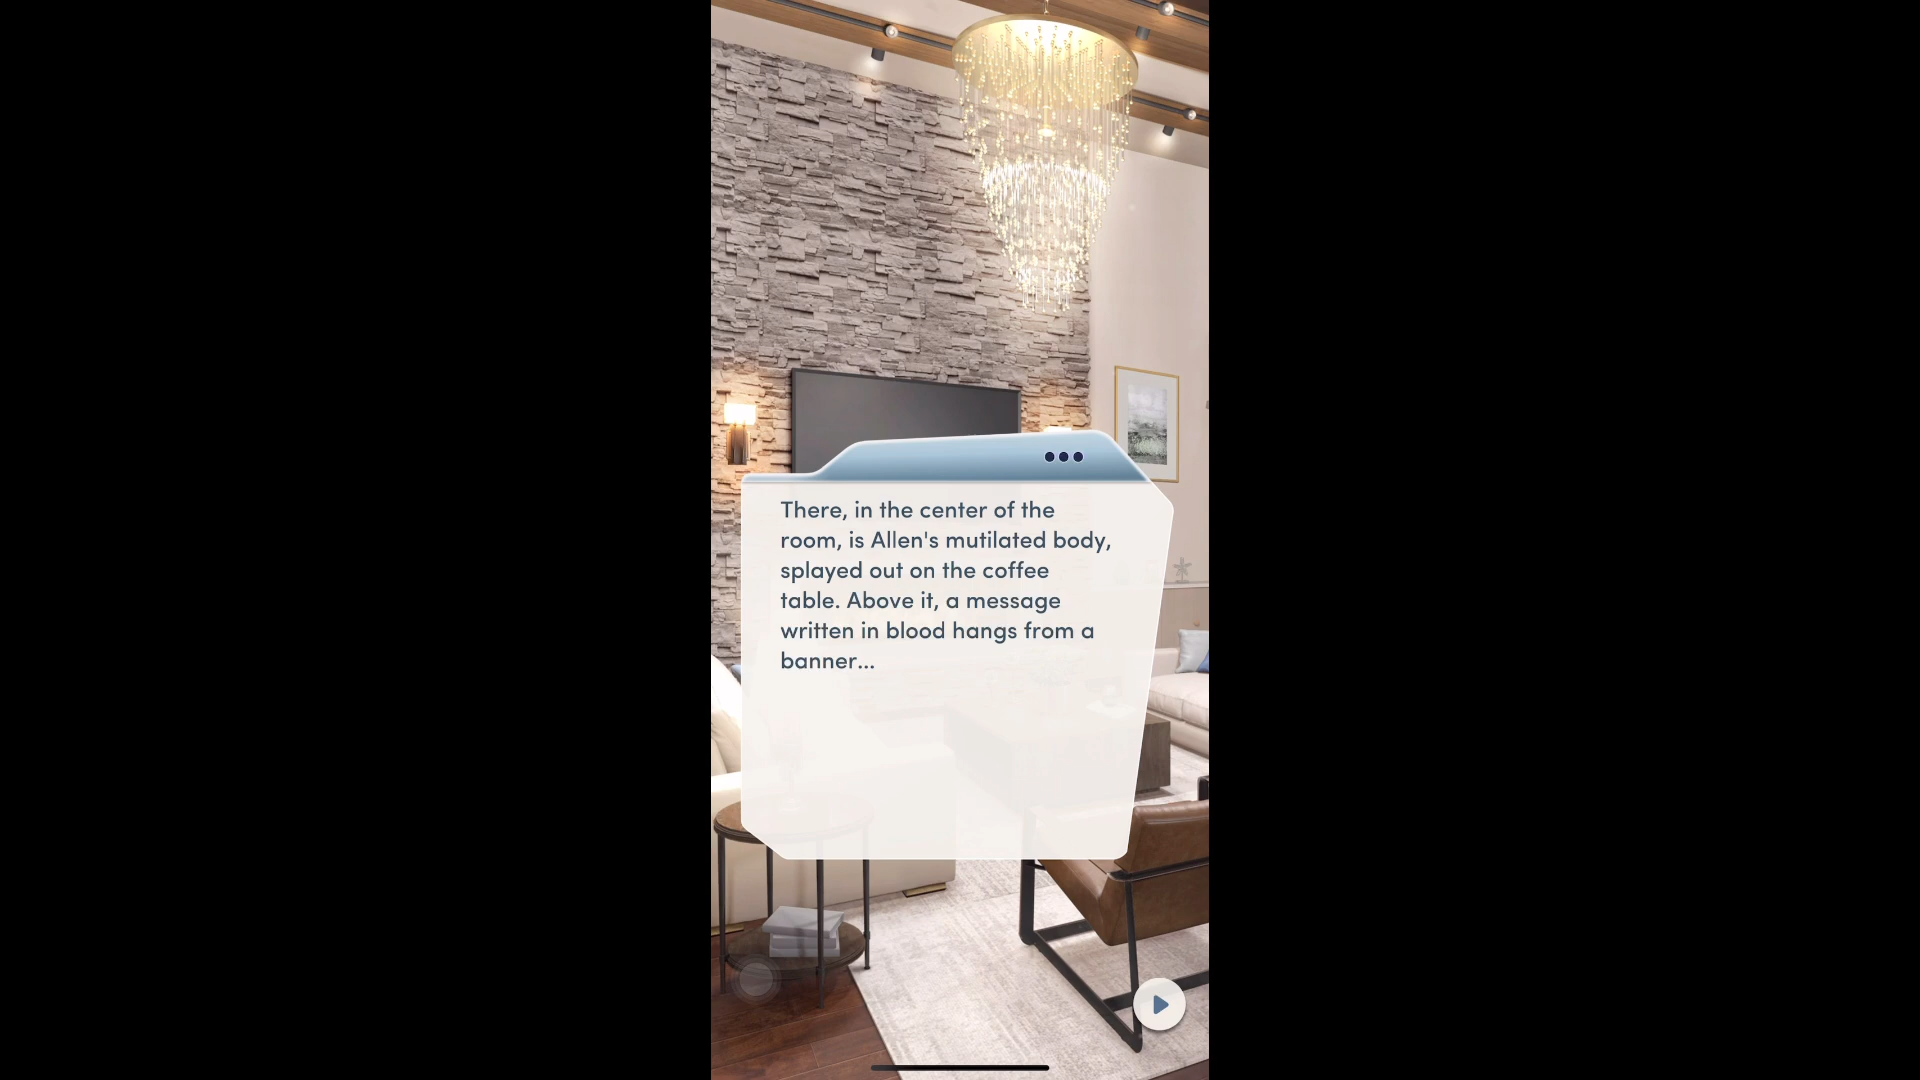 There, in the center of the
room, is Allen's mutilated body,
splayed out on the coffee
table. Above it, a message
written in blood hangs from a
banner...